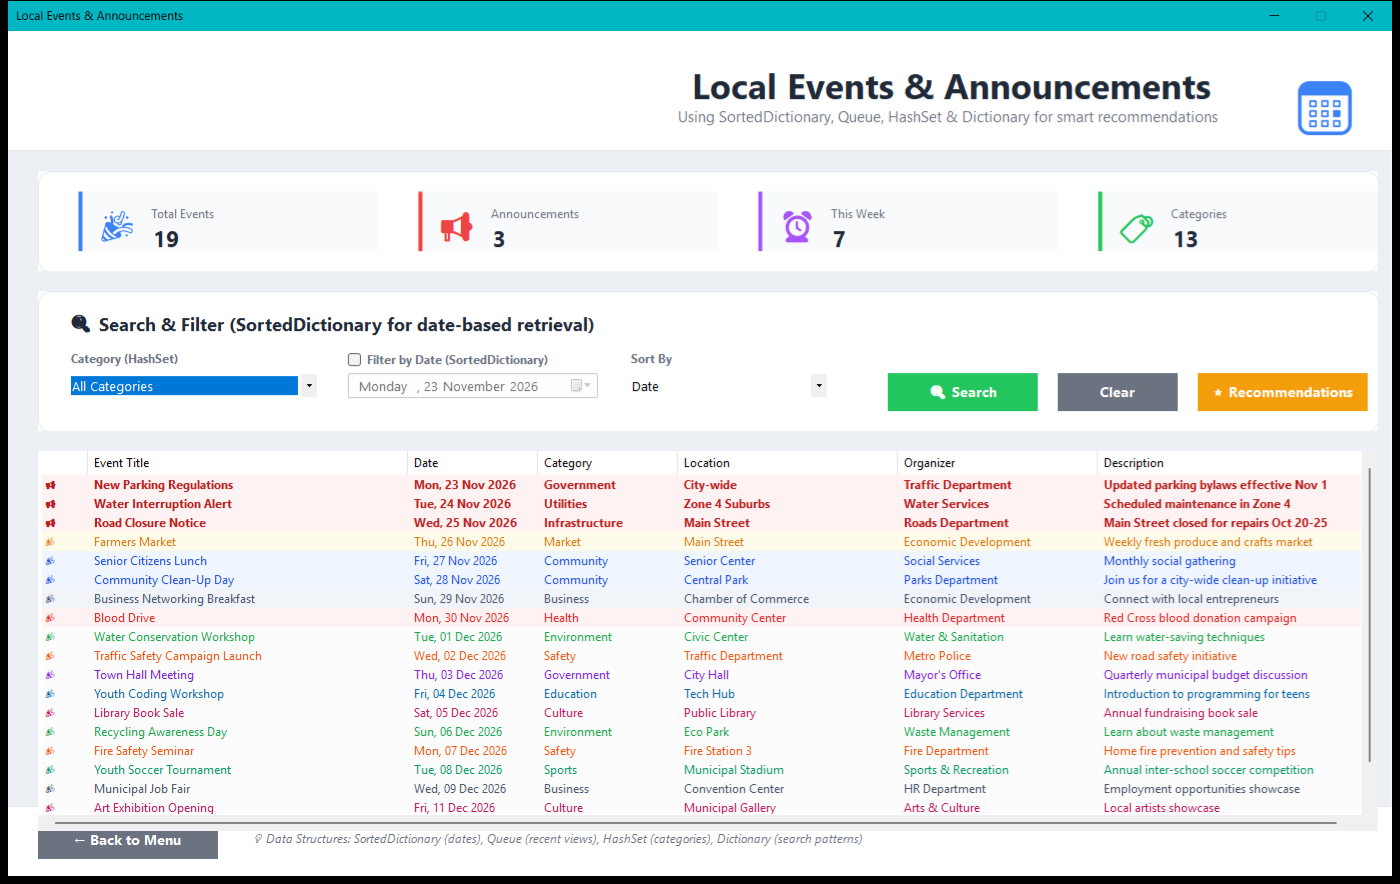 Local Events & Announcements
Local Events & Announcements
Using SortedDictionary, Queue, HashSet & Dictionary for smart recommendations
Total Events
19
Announcements
3
This Week
7
Categories
13
Search & Filter (SortedDictionary for date-based retrieval)
Category (HashSet)
Filter by Date (SortedDictionary)
Sort By
All Categories
Monday , 23 November 2026
Date
Search
Clear
Recommendations
Event Title Date Category Location Organizer Description
New Parking Regulations Mon, 23 Nov 2026 Government City-wide Traffic Department Updated parking bylaws effective Nov 1
Water Interruption Alert Tue, 24 Nov 2026 Utilities Zone 4 Suburbs Water Services Scheduled maintenance in Zone 4
Road Closure Notice Wed, 25 Nov 2026 Infrastructure Main Street Roads Department Main Street closed for repairs Oct 20-25
Farmers Market Thu, 26 Nov 2026 Market Main Street Economic Development Weekly fresh produce and crafts market
Senior Citizens Lunch Fri, 27 Nov 2026 Community Senior Center Social Services Monthly social gathering
Community Clean-Up Day Sat, 28 Nov 2026 Community Central Park Parks Department Join us for a city-wide clean-up initiative
Business Networking Breakfast Sun, 29 Nov 2026 Business Chamber of Commerce Economic Development Connect with local entrepreneurs
Blood Drive Mon, 30 Nov 2026 Health Community Center Health Department Red Cross blood donation campaign
Water Conservation Workshop Tue, 01 Dec 2026 Environment Civic Center Water & Sanitation Learn water-saving techniques
Traffic Safety Campaign Launch Wed, 02 Dec 2026 Safety Traffic Department Metro Police New road safety initiative
Town Hall Meeting Thu, 03 Dec 2026 Government City Hall Mayor's Office Quarterly municipal budget discussion
Youth Coding Workshop Fri, 04 Dec 2026 Education Tech Hub Education Department Introduction to programming for teens
Library Book Sale Sat, 05 Dec 2026 Culture Public Library Library Services Annual fundraising book sale
Recycling Awareness Day Sun, 06 Dec 2026 Environment Eco Park Waste Management Learn about waste management
Fire Safety Seminar Mon, 07 Dec 2026 Safety Fire Station 3 Fire Department Home fire prevention and safety tips
Youth Soccer Tournament Tue, 08 Dec 2026 Sports Municipal Stadium Sports & Recreation Annual inter-school soccer competition
Municipal Job Fair Wed, 09 Dec 2026 Business Convention Center HR Department Employment opportunities showcase
Art Exhibition Opening Fri, 11 Dec 2026 Culture Municipal Gallery Arts & Culture Local artists showcase
← Back to Menu
Data Structures: SortedDictionary (dates), Queue (recent views), HashSet (categories), Dictionary (search patterns)